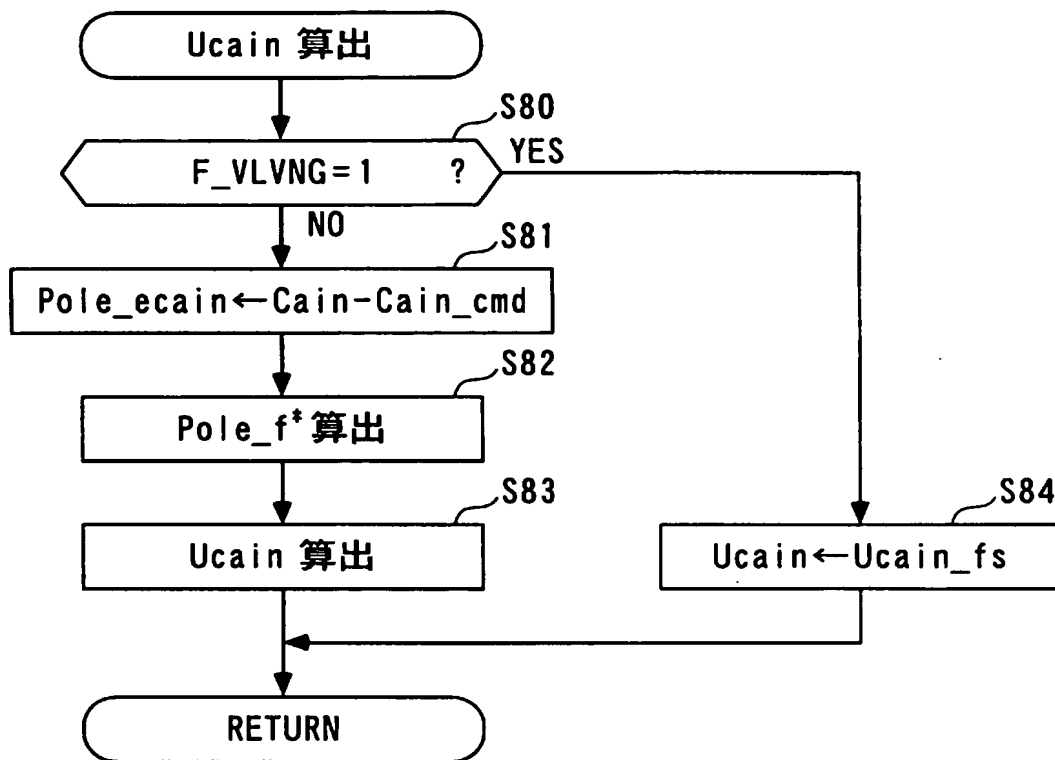 Ucain 算出
S80
F_VLVNG=1 ?
YES
NO
S81
Pole_ecain←Cain-Cain_cmd
S82
Pole_f* 算出
S83
Ucain 算出
S84
Ucain←Ucain_fs
RETURN